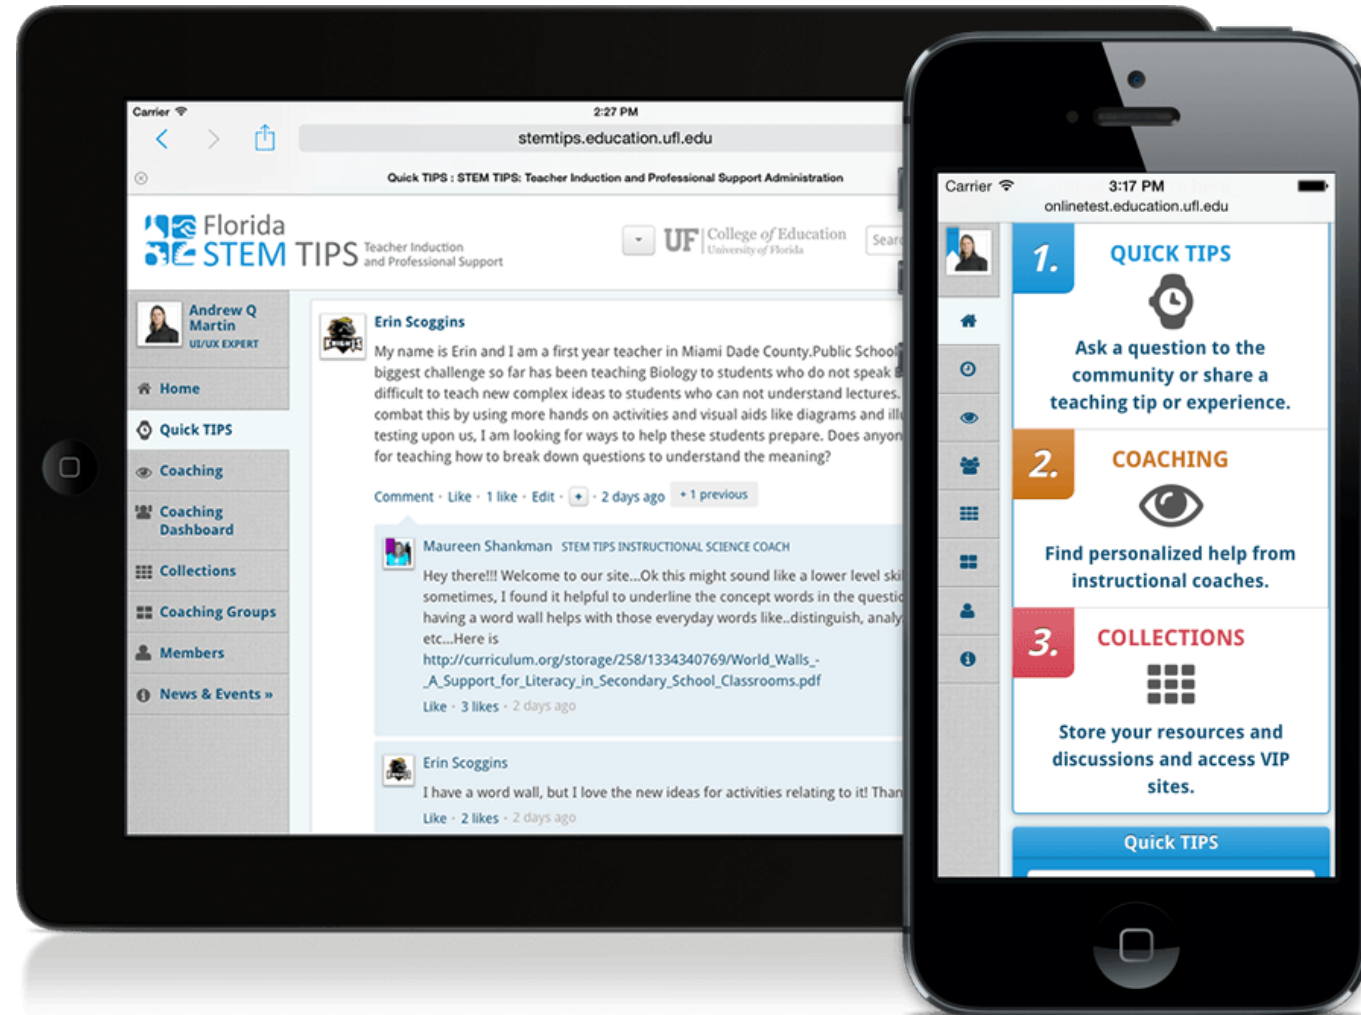 Carrier
2:27 PM
stemtips.education.ufl.edu
Quick TIPS : STEM TIPS: Teacher Induction and Professional Support Administration
Florida
STEM TIPS
Teacher Induction
and Professional Support
UF
College of Education
University of Florida
Searc
Andrew Q
Martin
UI/UX EXPERT
Home
Quick TIPS
Coaching
Coaching
Dashboard
Collections
Coaching Groups
Members
News & Events »
Erin Scoggins
KNIGHTS
My name is Erin and I am a first year teacher in Miami Dade County.Public School
biggest challenge so far has been teaching Biology to students who do not speak
difficult to teach new complex ideas to students who can not understand lectures.
combat this by using more hands on activities and visual aids like diagrams and illu
testing upon us, I am looking for ways to help these students prepare. Does anyon
for teaching how to break down questions to understand the meaning?
Comment · Like · 1 like · Edit · + · 2 days ago + 1 previous
Maureen Shankman STEM TIPS INSTRUCTIONAL SCIENCE COACH
Hey there!!! Welcome to our site...Ok this might sound like a lower level skil
sometimes, I found it helpful to underline the concept words in the questio
having a word wall helps with those everyday words like..distinguish, analy
etc...Here is
http://curriculum.org/storage/258/1334340769/World_Walls_-
_A_Support_for_Literacy_in_Secondary_School_Classrooms.pdf
Like · 3 likes · 2 days ago
Erin Scoggins
I have a word wall, but I love the new ideas for activities relating to it! Than
Like · 2 likes · 2 days ago
Carrier
3:17 PM
onlinetest.education.ufl.edu
1.
QUICK TIPS
Ask a question to the
community or share a
teaching tip or experience.
2.
COACHING
Find personalized help from
instructional coaches.
3.
COLLECTIONS
Store your resources and
discussions and access VIP
sites.
Quick TIPS